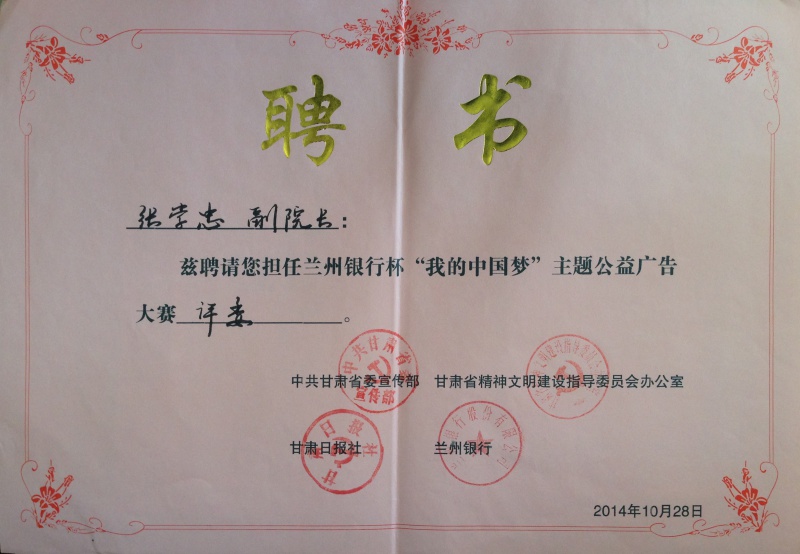 聘书
张学忠 副院长：
兹聘请您担任兰州银行杯“我的中国梦”主题公益广告
大赛 评委 。
中共甘肃省委宣传部 甘肃省精神文明建设指导委员会办公室
甘肃日报社 兰州银行
2014年10月28日